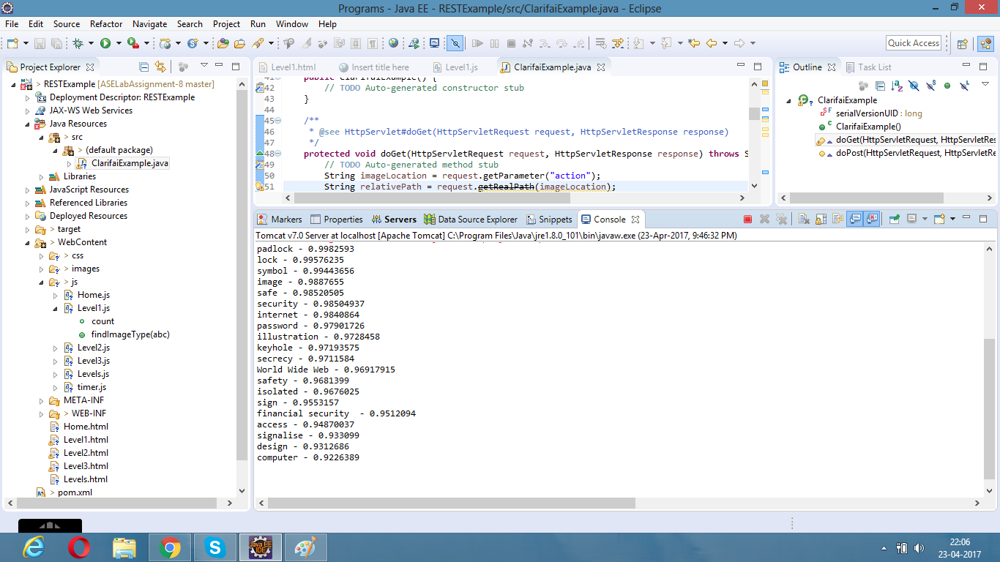 Programs - Java EE - RESTExample/src/ClarifaiExample.java - Eclipse
File Edit Source Refactor Navigate Search Project Run Window Help
Quick Access
Project Explorer
> RESTExample [ASELabAssignment-8 master]
Deployment Descriptor: RESTExample
JAX-WS Web Services
Java Resources
> src
> (default package)
ClarifaiExample.java
Libraries
JavaScript Resources
Referenced Libraries
Deployed Resources
> target
> WebContent
> css
> images
> js
Home.js
Level1.js
count
findImageType(abc)
Level2.js
Level3.js
Levels.js
timer.js
META-INF
> WEB-INF
Home.html
Level1.html
Level2.html
Level3.html
Levels.html
> pom.xml
Level1.html Insert title here Level1.js ClarifaiExample.java
41 public ClarifaiExample() {
42 // TODO Auto-generated constructor stub
43 }
44
45 /**
46 * @see HttpServlet#doGet(HttpServletRequest request, HttpServletResponse response)
47 */
48 protected void doGet(HttpServletRequest request, HttpServletResponse response) throws S
49 // TODO Auto-generated method stub
50 String imageLocation = request.getParameter("action");
51 String relativePath = request.getRealPath(imageLocation);
Outline Task List
ClarifaiExample
serialVersionUID : long
ClarifaiExample()
doGet(HttpServletRequest, HttpServletRes
doPost(HttpServletRequest, HttpServletRe
Markers Properties Servers Data Source Explorer Snippets Console
Tomcat v7.0 Server at localhost [Apache Tomcat] C:\Program Files\Java\jre1.8.0_101\bin\javaw.exe (23-Apr-2017, 9:46:32 PM)
padlock - 0.9982593
lock - 0.99576235
symbol - 0.99443656
image - 0.9887655
safe - 0.98520505
security - 0.98504937
internet - 0.9840864
password - 0.97901726
illustration - 0.9728458
keyhole - 0.97193575
secrecy - 0.9711584
World Wide Web - 0.96917915
safety - 0.9681399
isolated - 0.9676025
sign - 0.9553157
financial security  - 0.9512094
access - 0.94870037
signalise - 0.933099
design - 0.9312686
computer - 0.9226389
Java EE
IDE
22:06
23-04-2017